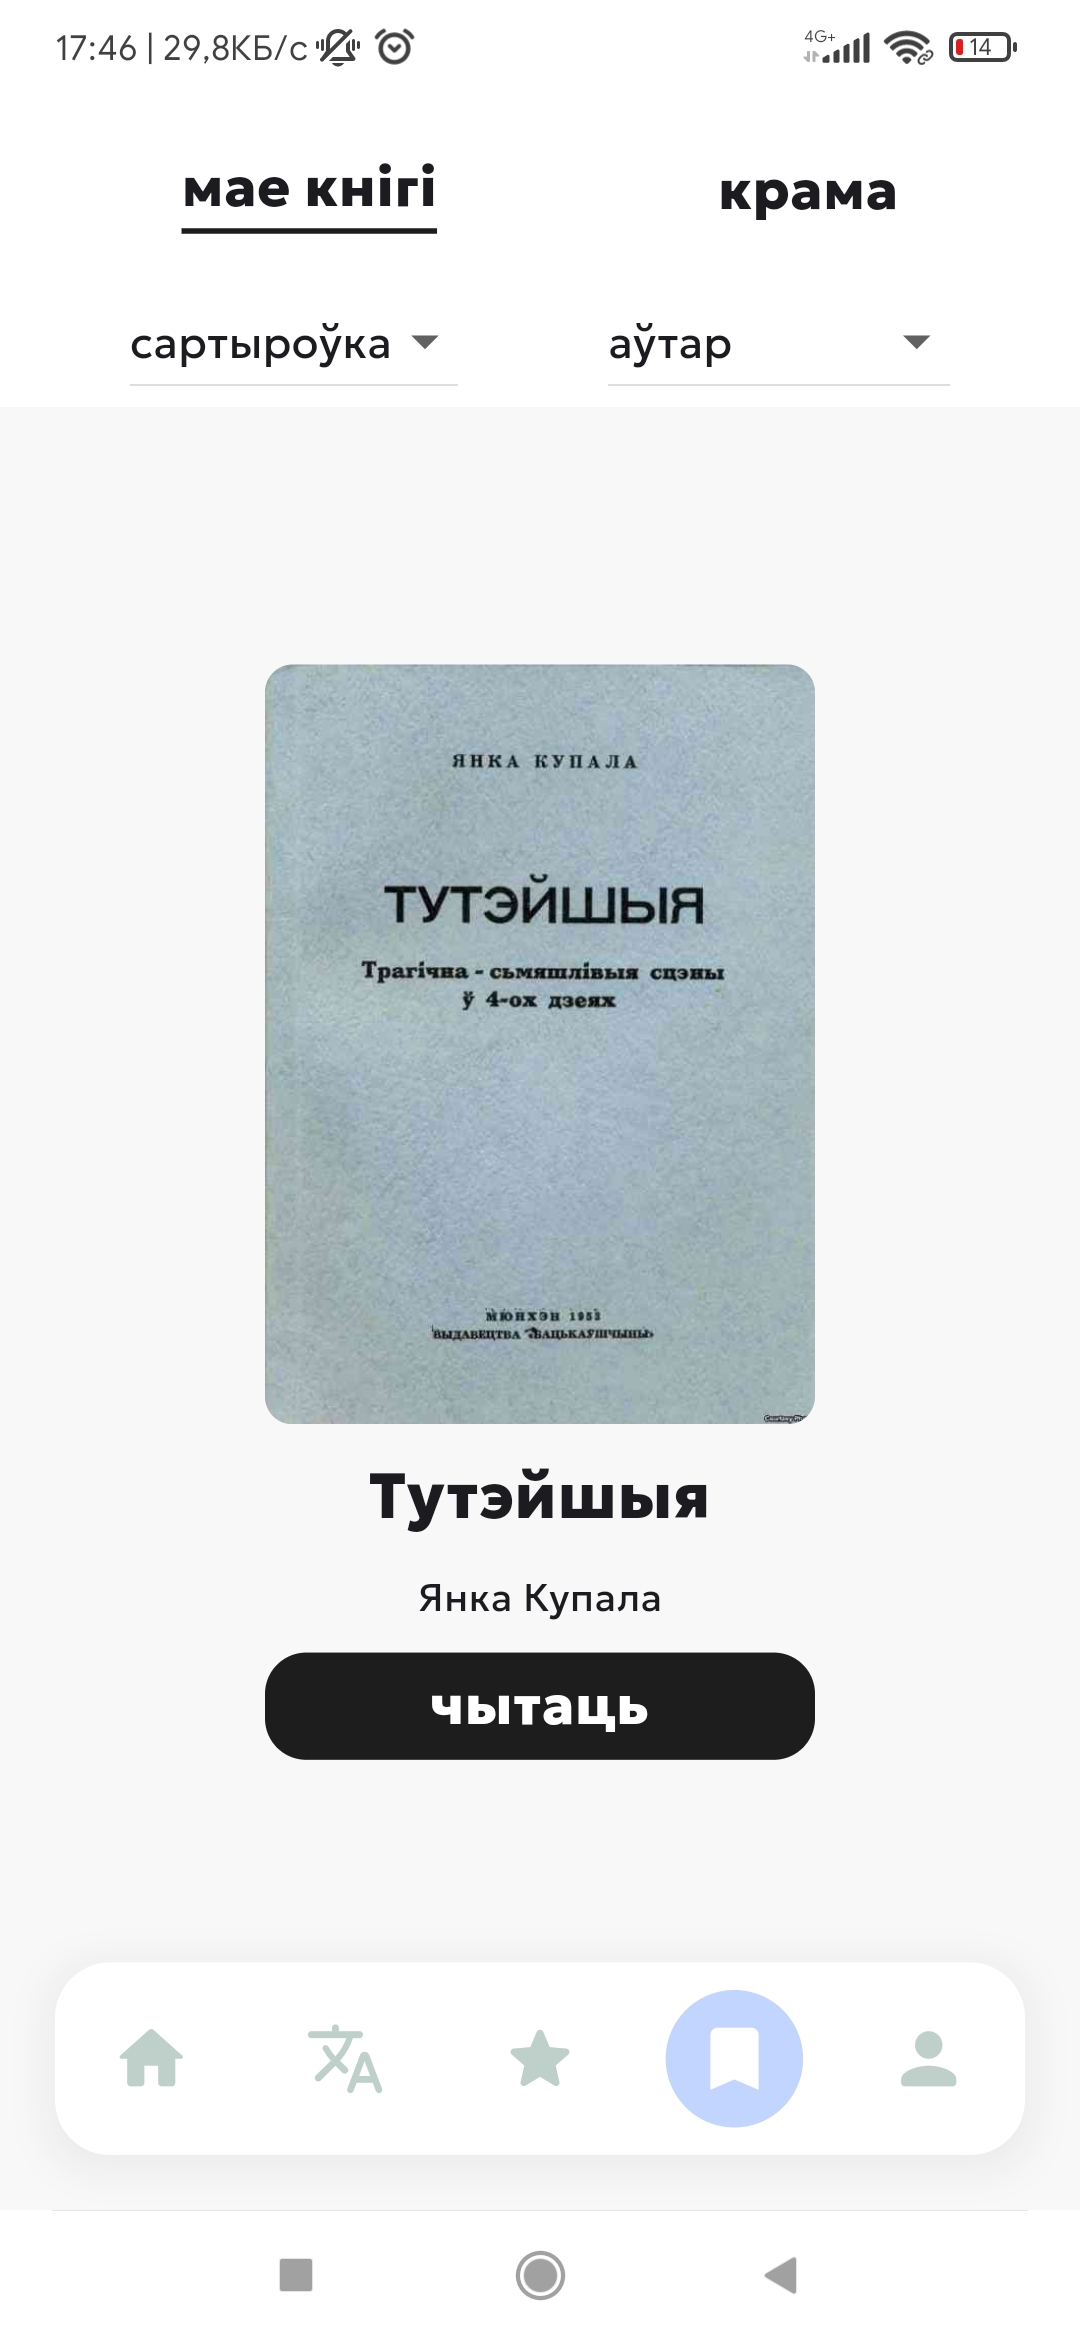 17:46 | 29,8КБ/с
4G+
14
мае кнігі
крама
сартыроўка
аўтар
ЯНКА КУПАЛА
ТУТЭЙШЫЯ
Трагічна - сьмяшлівыя сцэны
ў 4-ох дзеях
МЮНХЭН 1953
ВЫДАВЕЦТВА «БАЦЬКАЎШЧЫНЫ»
Тутэйшыя
Янка Купала
чытаць